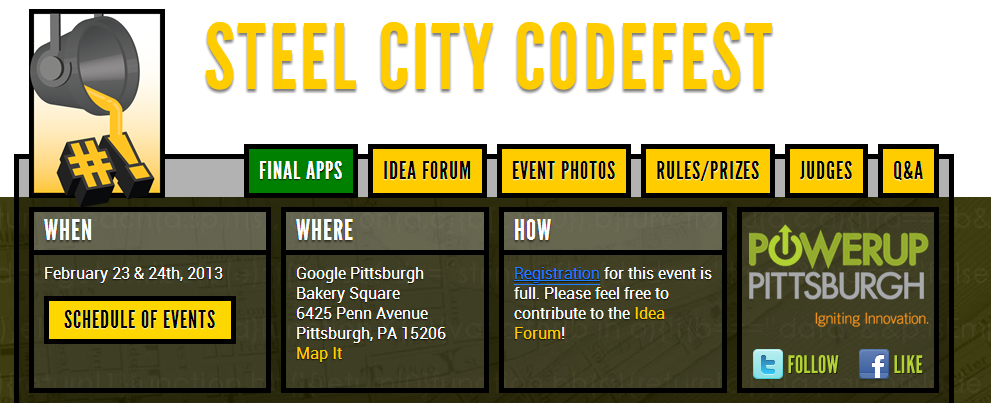 STEEL CITY CODEFEST
#!
FINAL APPS
IDEA FORUM
EVENT PHOTOS
RULES/PRIZES
JUDGES
Q&A
WHEN
February 23 & 24th, 2013
SCHEDULE OF EVENTS
WHERE
Google Pittsburgh
Bakery Square
6425 Penn Avenue
Pittsburgh, PA 15206
Map It
HOW
Registration for this event is
full. Please feel free to
contribute to the Idea
Forum!
POWERUP
PITTSBURGH
Igniting Innovation.
FOLLOW
LIKE